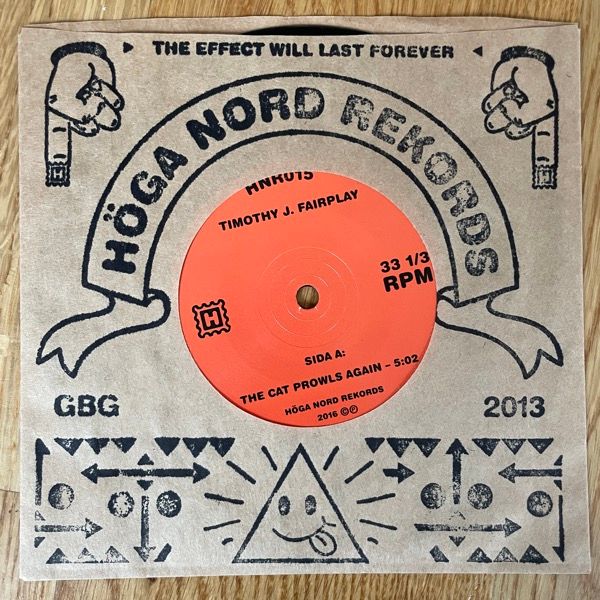 THE EFFECT WILL LAST FOREVER
HÖGA NORD REKORDS
HNR015
TIMOTHY J. FAIRPLAY
33 1/3
RPM
H
SIDA A:
THE CAT PROWLS AGAIN – 5:02
HÖGA NORD REKORDS
2016 ©℗
GBG
2013